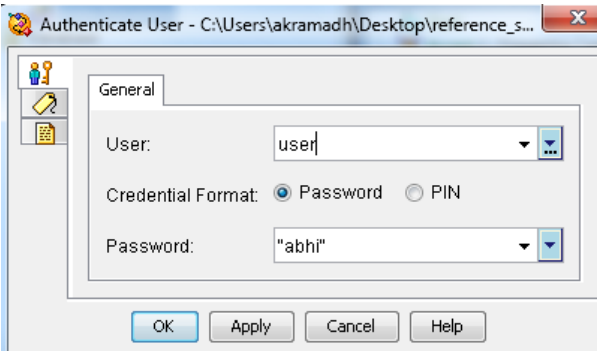 Authenticate User - C:\Users\akramadh\Desktop\reference_s...
General
User: user
Credential Format: Password PIN
Password: "abhi"
OK Apply Cancel Help